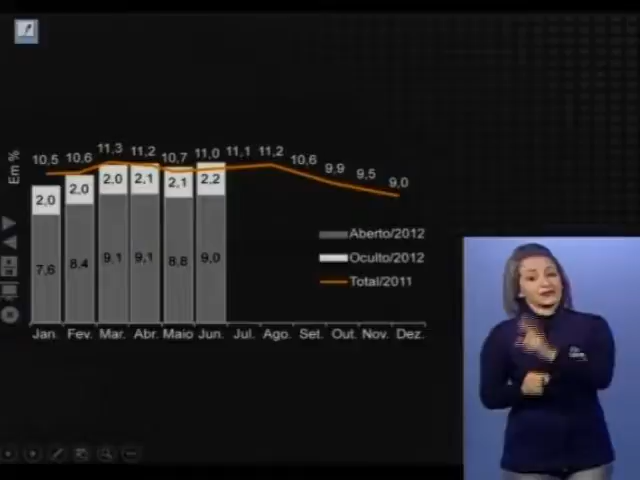 Em %
10,5 10,6 11,3 11,2 10,7 11,0 11,1 11,2 10,6 9,9 9,5 9,0
2,0 2,0 2,0 2,1 2,1 2,2
7,6 8,4 9,1 9,1 8,8 9,0
Aberto/2012
Oculto/2012
Total/2011
Jan. Fev. Mar. Abr. Maio Jun. Jul. Ago. Set. Out. Nov. Dez.